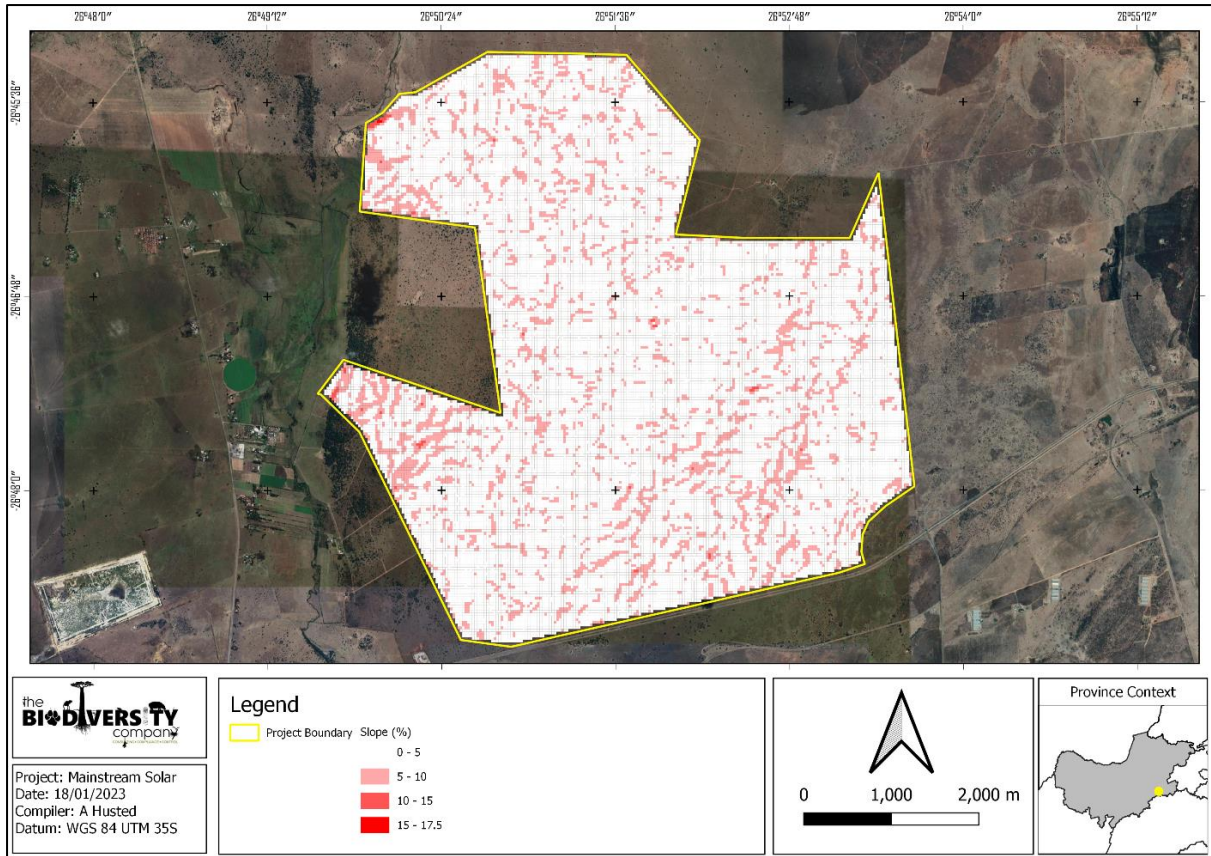 26°48'0" 26°49'12" 26°50'24" 26°51'36" 26°52'48" 26°54'0" 26°55'12"
-26°45'36"
-26°46'48"
-26°48'0"
the
BIODIVERSITY
company
Project: Mainstream Solar
Date: 18/01/2023
Compiler: A Husted
Datum: WGS 84 UTM 35S
Legend
Project Boundary Slope (%)
0 - 5
5 - 10
10 - 15
15 - 17.5
0 1,000 2,000 m
Province Context